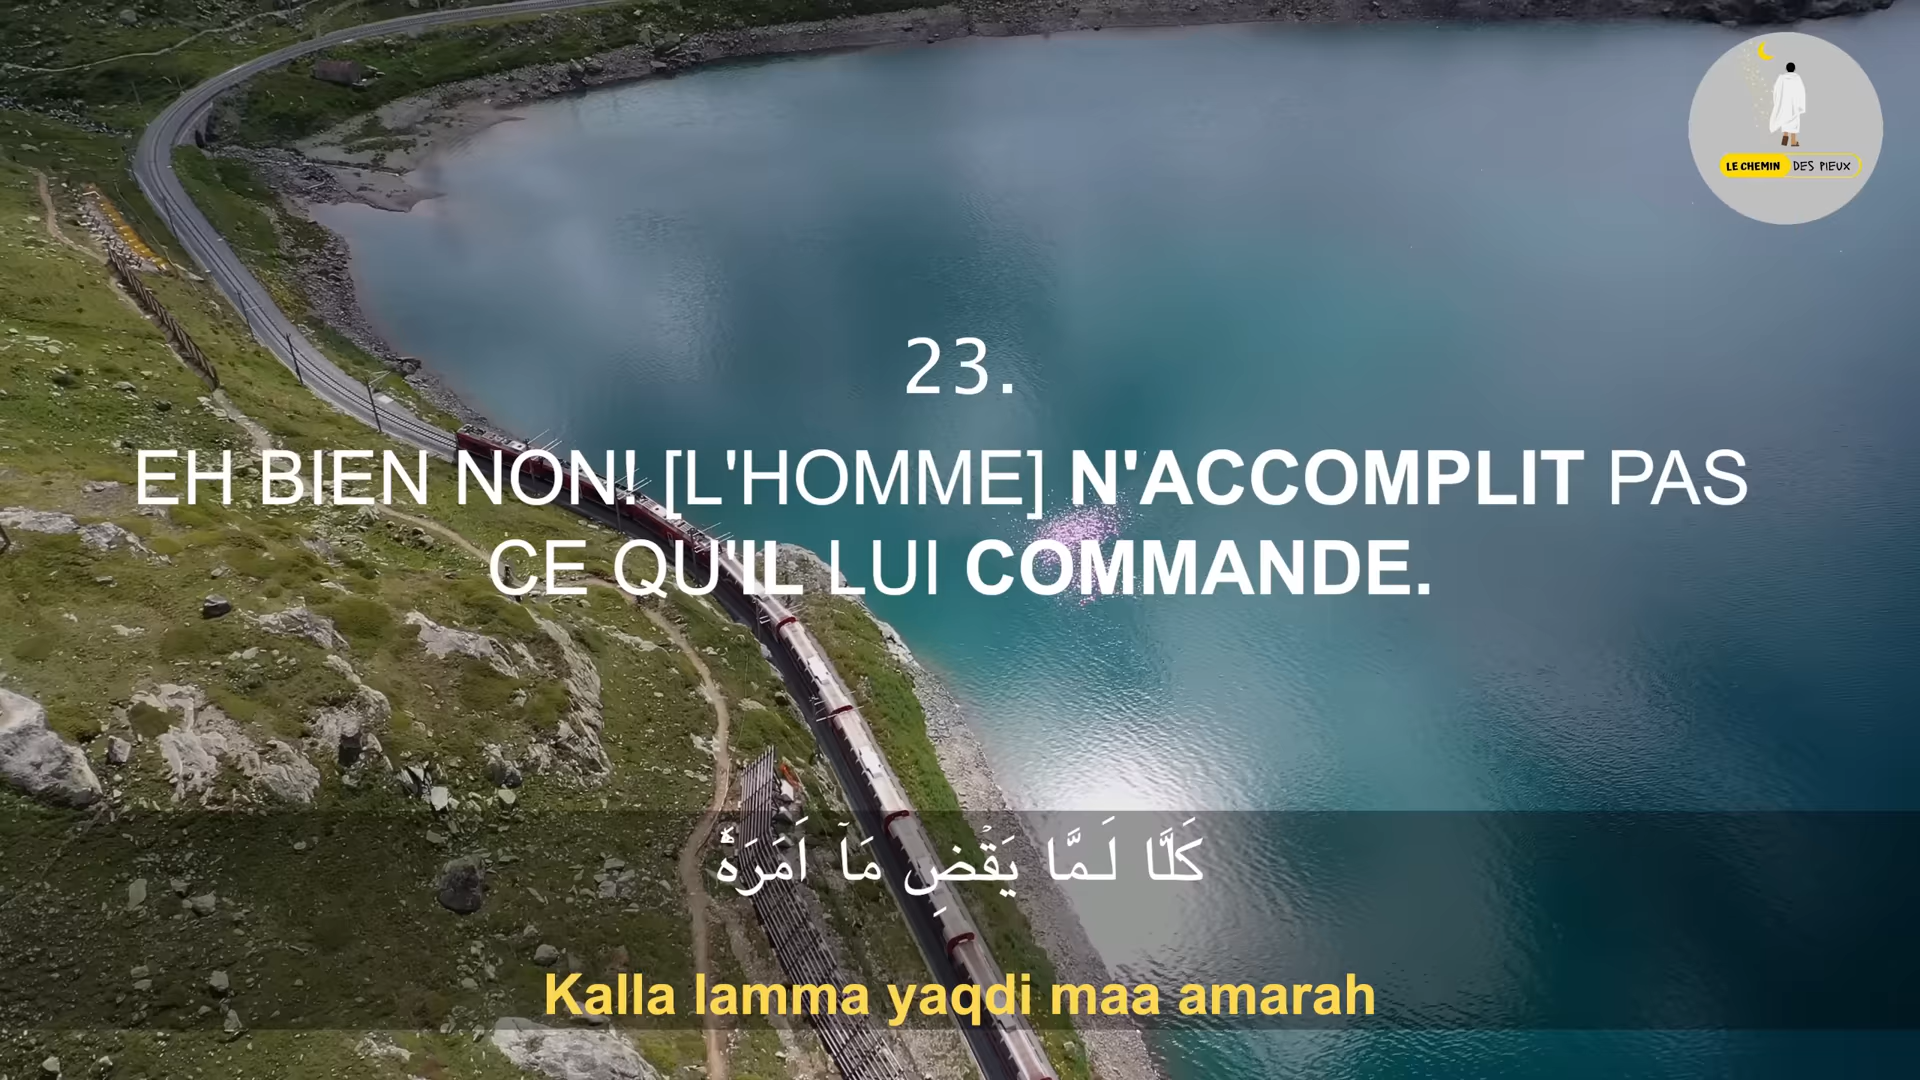 LE CHEMIN DES PIEUX
23.
EH BIEN NON! [L'HOMME] N'ACCOMPLIT PAS
CE QU'IL LUI COMMANDE.
كَلَّا لَمَّا يَقْضِ مَآ اَمَرَهٗؕ
Kalla lamma yaqdi maa amarah